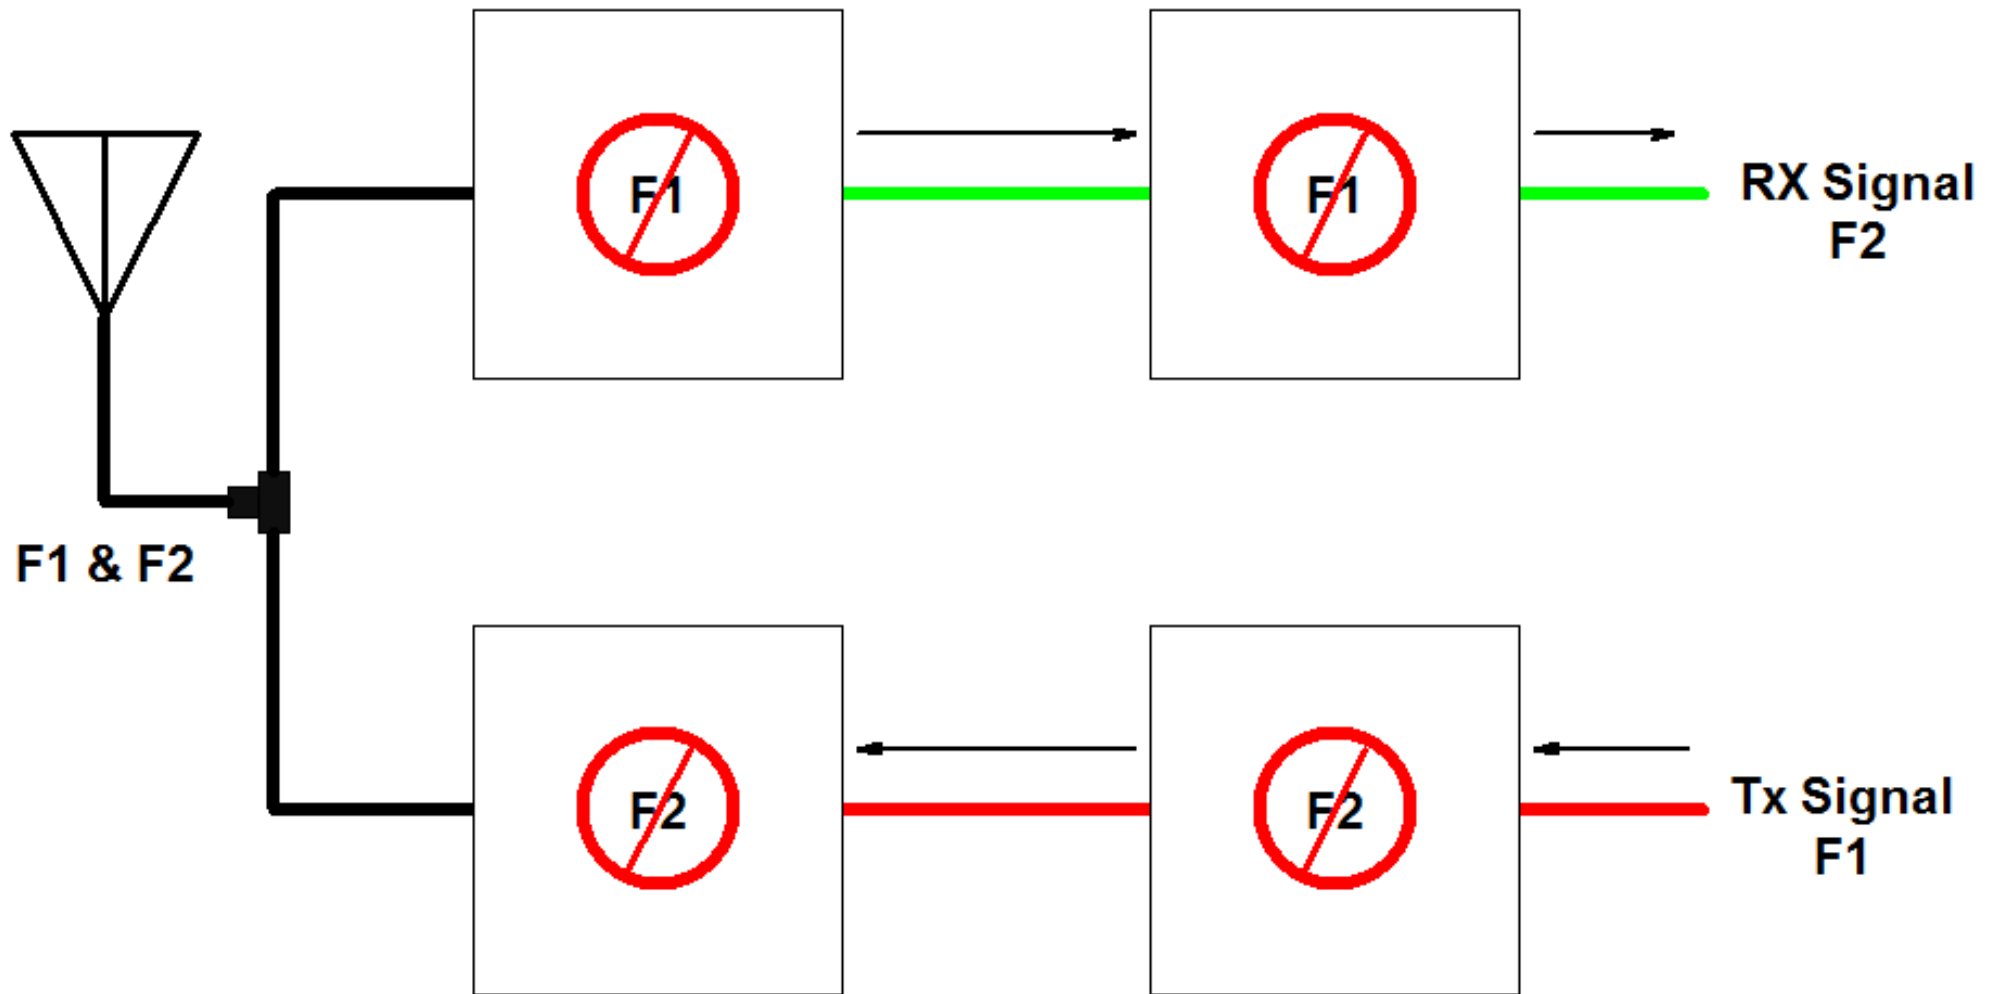 F1
F1
RX Signal
F2
F1 & F2
F2
F2
Tx Signal
F1